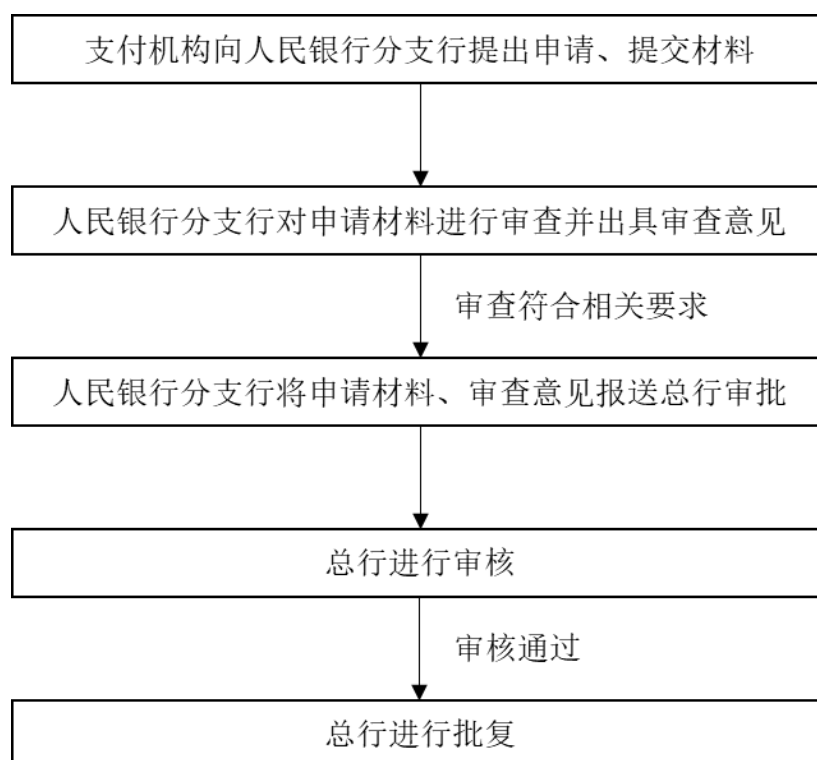 支付机构向人民银行分支行提出申请、提交材料
人民银行分支行对申请材料进行审查并出具审查意见
审查符合相关要求
人民银行分支行将申请材料、审查意见报送总行审批
总行进行审核
审核通过
总行进行批复